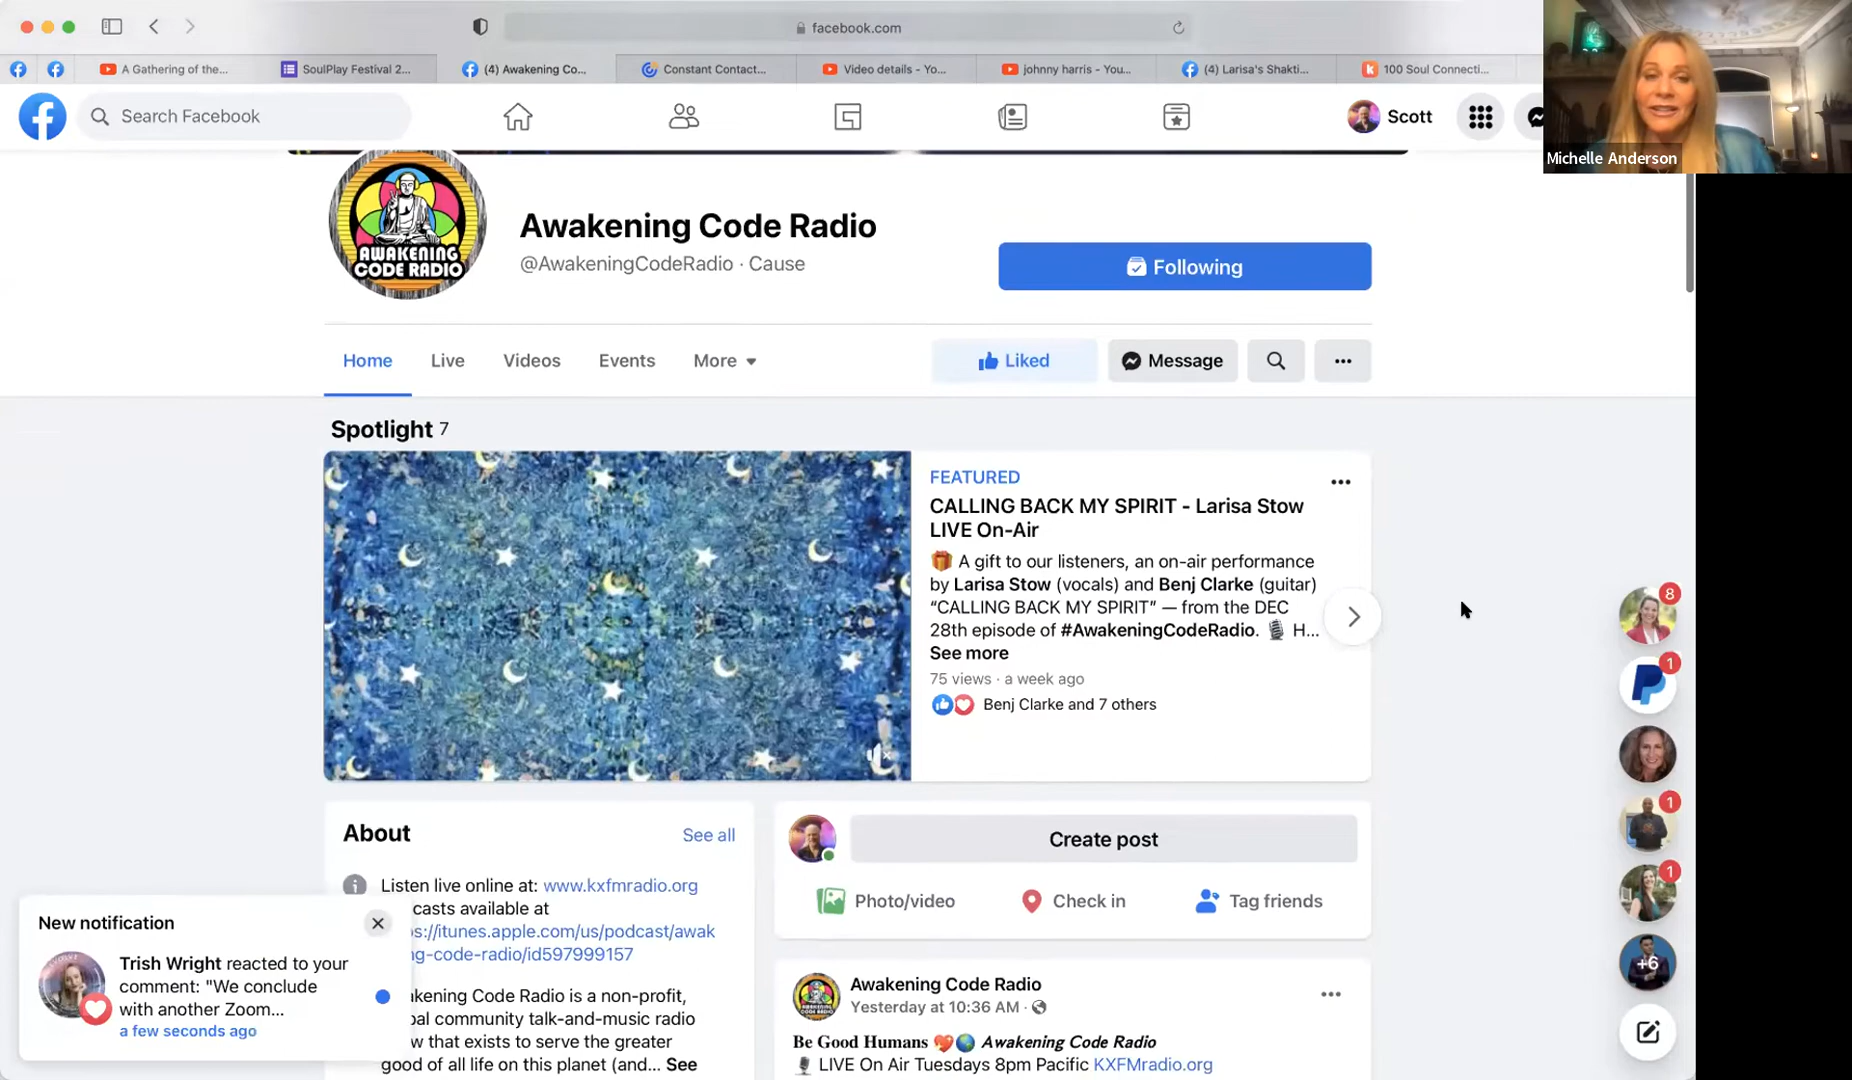 facebook.com
A Gathering of the...
SoulPlay Festival 2...
(4) Awakening Co...
Constant Contact...
Video details - Yo...
johnny harris - You...
(4) Larisa's Shakti...
100 Soul Connecti...
Search Facebook
Scott
Michelle Anderson
AWAKENING
CODE RADIO
Awakening Code Radio
@AwakeningCodeRadio · Cause
Following
Home
Live
Videos
Events
More
Liked
Message
Spotlight 7
FEATURED
CALLING BACK MY SPIRIT - Larisa Stow
LIVE On-Air
A gift to our listeners, an on-air performance
by Larisa Stow (vocals) and Benj Clarke (guitar)
“CALLING BACK MY SPIRIT” — from the DEC
28th episode of #AwakeningCodeRadio. 🎙 H...
See more
75 views · a week ago
Benj Clarke and 7 others
8
1
1
1
+6
About
See all
Listen live online at: www.kxfmradio.org
casts available at
ps://itunes.apple.com/us/podcast/awak
ng-code-radio/id597999157
kening Code Radio is a non-profit,
bal community talk-and-music radio
w that exists to serve the greater
good of all life on this planet (and... See
Create post
Photo/video
Check in
Tag friends
Awakening Code Radio
Yesterday at 10:36 AM ·
Be Good Humans 💖🌎 Awakening Code Radio
🎙 LIVE On Air Tuesdays 8pm Pacific KXFMradio.org
New notification
Trish Wright reacted to your
comment: "We conclude
with another Zoom...
a few seconds ago